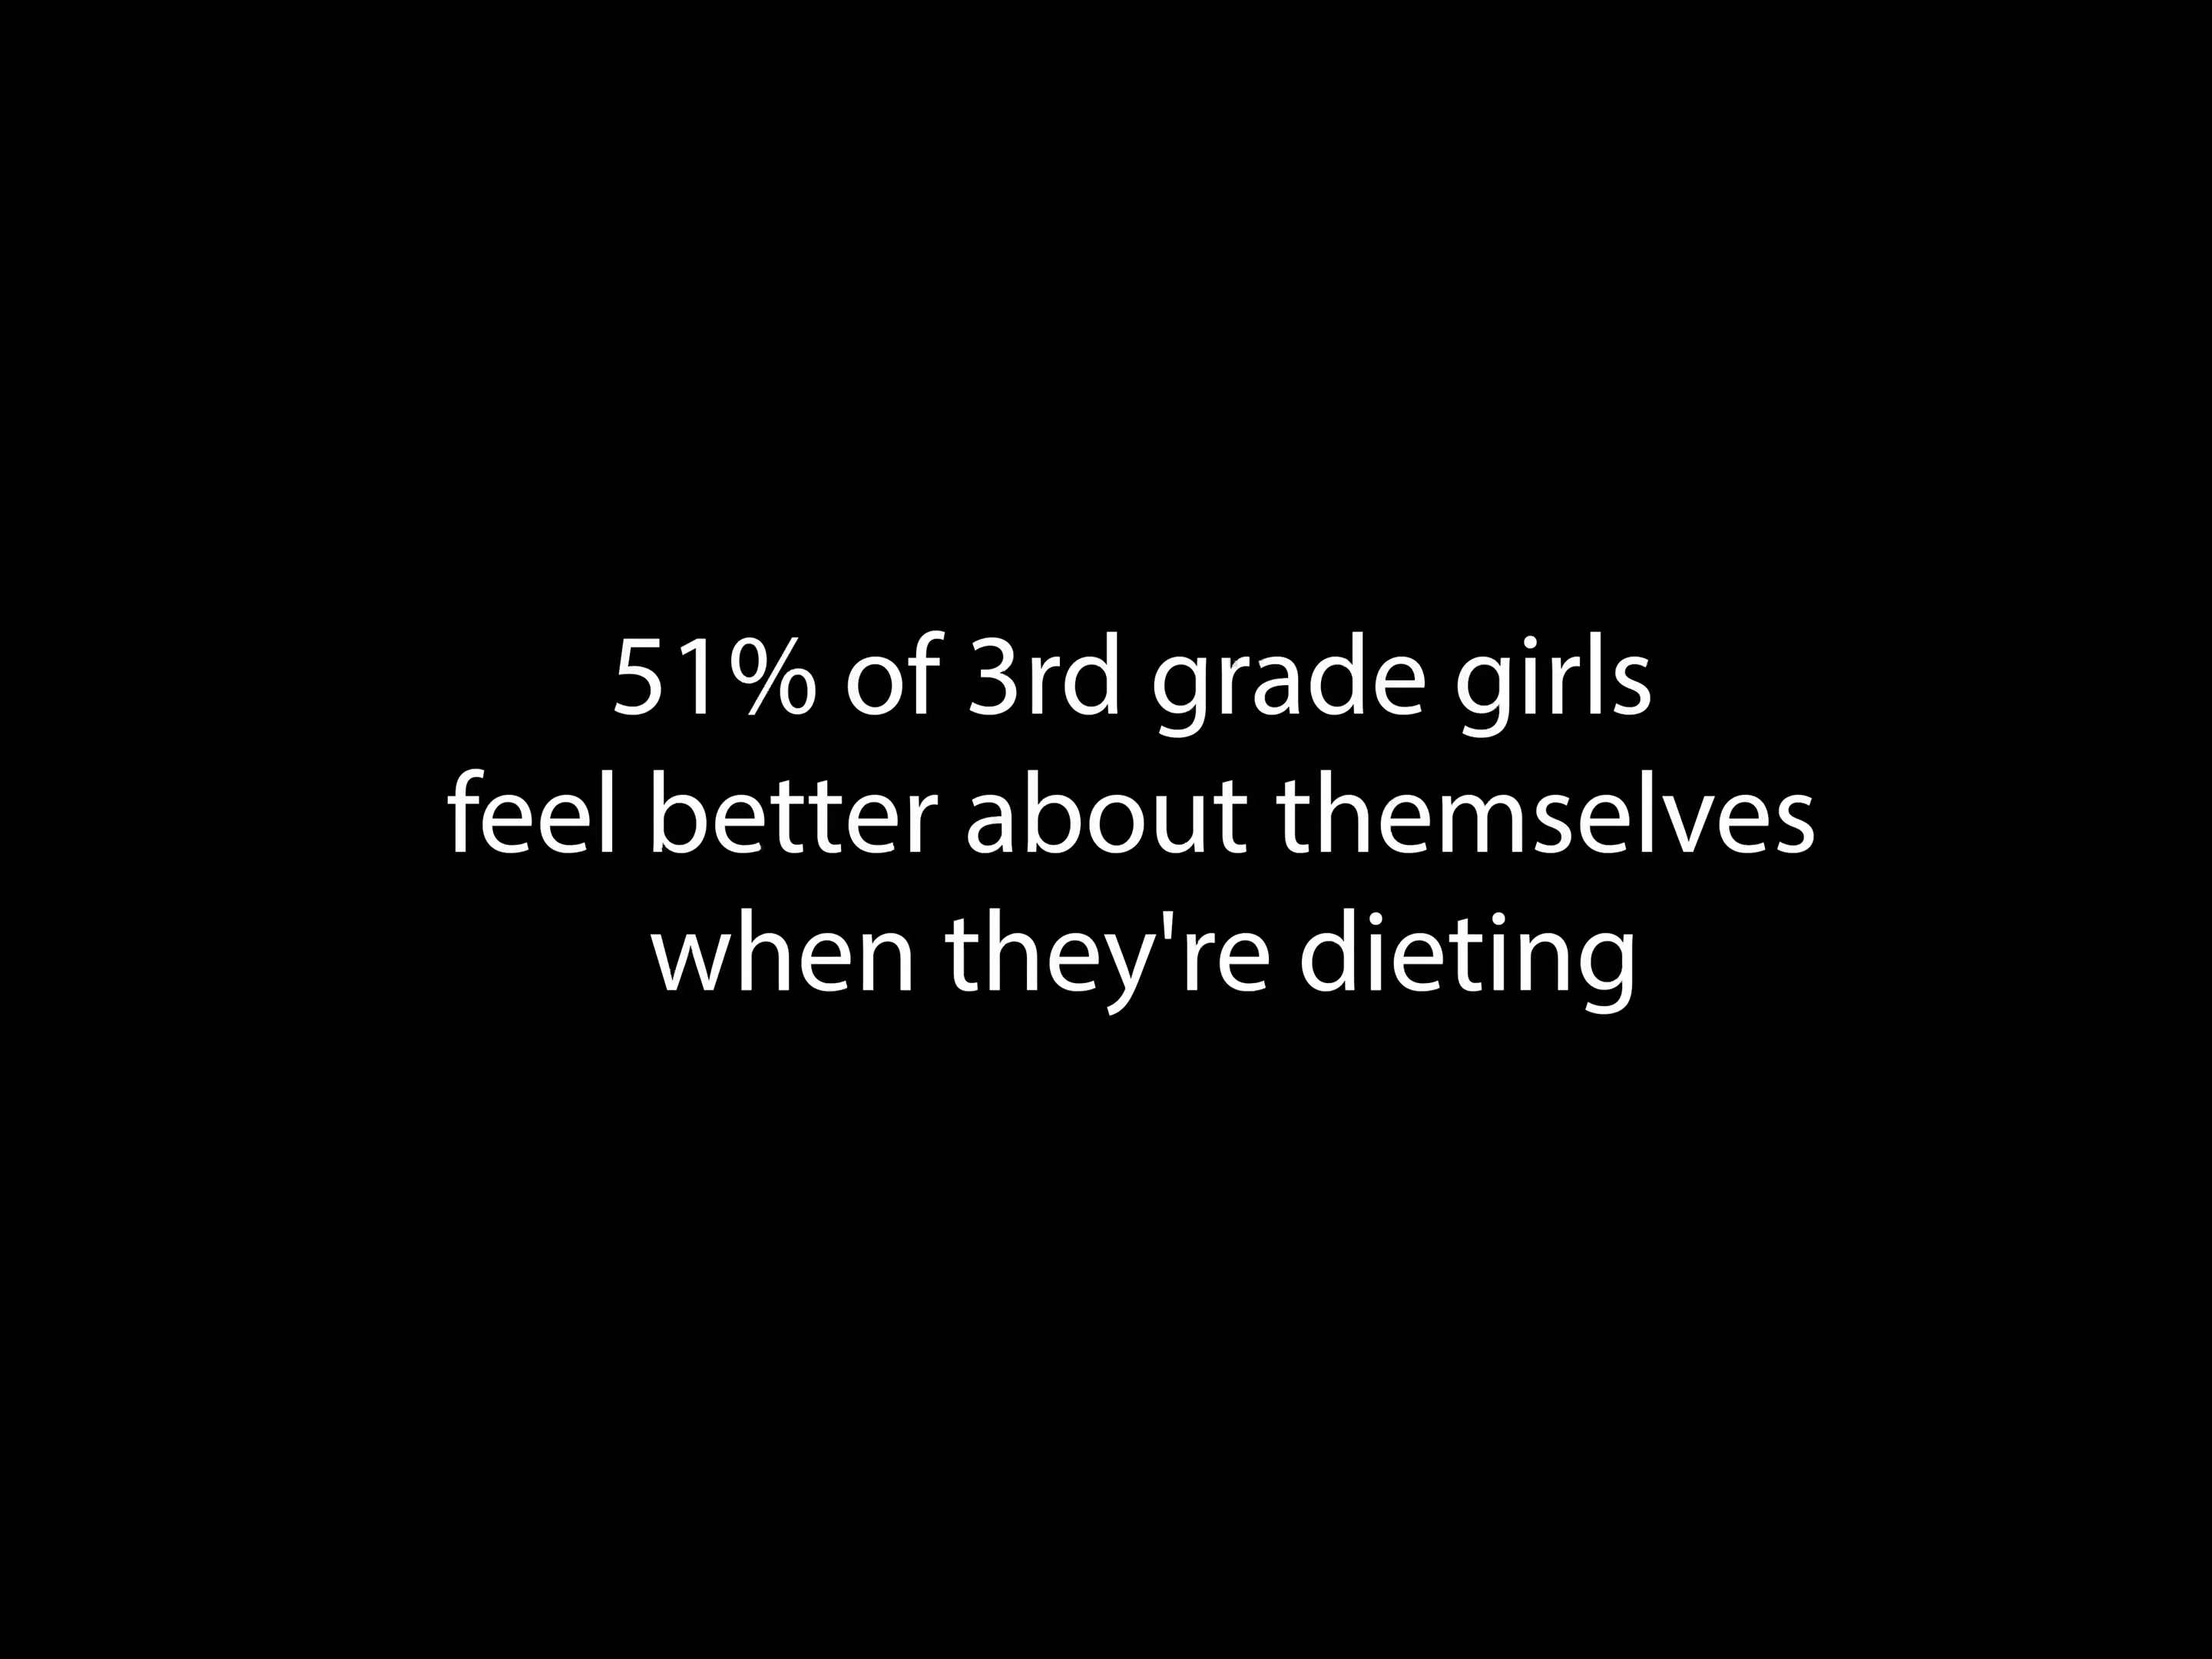 51% of 3rd grade girls
feel better about themselves
when they're dieting